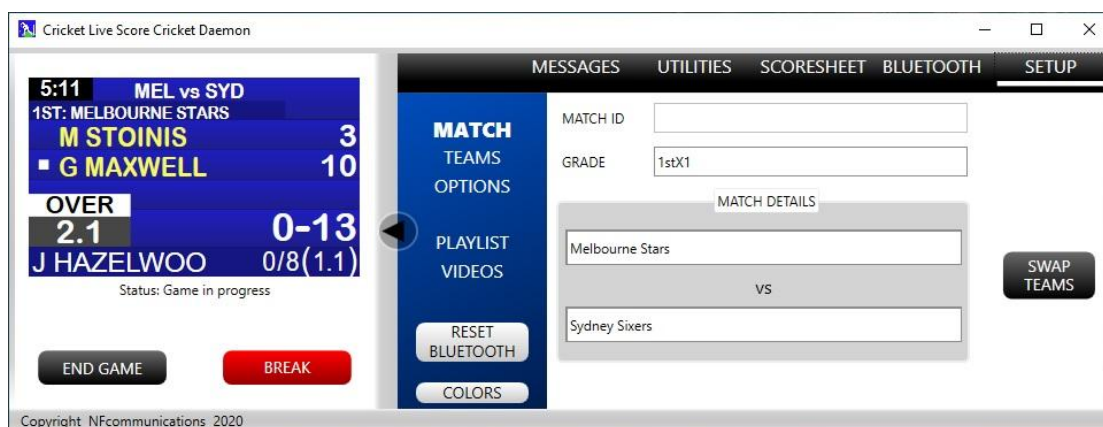 Cricket Live Score Cricket Daemon
5:11 MEL vs SYD
1ST: MELBOURNE STARS
M STOINIS 3
G MAXWELL 10
OVER
2.1 0-13
J HAZELWOO 0/8(1.1)
Status: Game in progress
END GAME BREAK
MESSAGES UTILITIES SCORESHEET BLUETOOTH SETUP
MATCH
TEAMS
OPTIONS
PLAYLIST
VIDEOS
RESET
BLUETOOTH
COLORS
MATCH ID
GRADE 1stX1
MATCH DETAILS
Melbourne Stars
vs
Sydney Sixers
SWAP
TEAMS
Copyright NFcommunications 2020